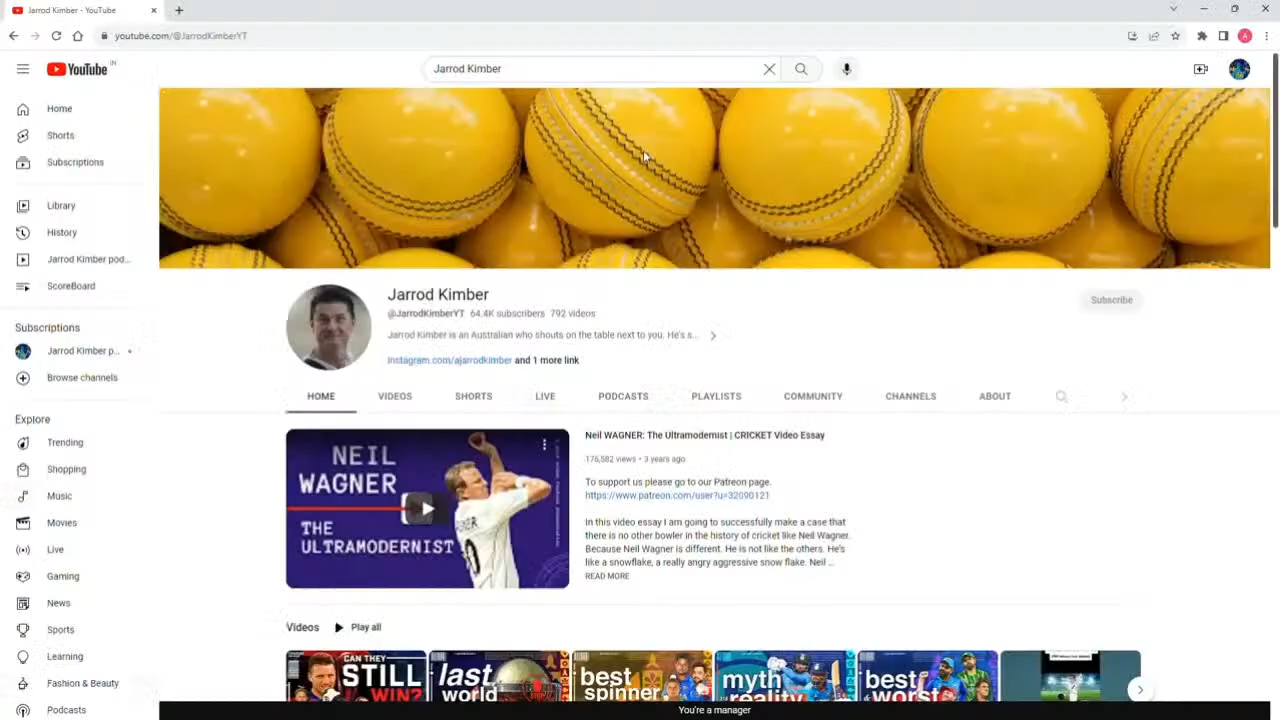 Jarrod Kimber - YouTube
youtube.com/@JarrodKimberYT
A
YouTube IN
Jarrod Kimber
Home
Shorts
Subscriptions
Library
History
Jarrod Kimber pod...
ScoreBoard
Subscriptions
Jarrod Kimber p...
Browse channels
Explore
Trending
Shopping
Music
Movies
Live
Gaming
News
Sports
Learning
Fashion & Beauty
Podcasts
Jarrod Kimber
@JarrodKimberYT 64.4K subscribers 792 videos
Jarrod Kimber is an Australian who shouts on the table next to you. He's s...
instagram.com/ajarrodkimber and 1 more link
Subscribe
HOME VIDEOS SHORTS LIVE PODCASTS PLAYLISTS COMMUNITY CHANNELS ABOUT
NEIL
WAGNER
THE
ULTRAMODERNIST
Neil WAGNER: The Ultramodernist | CRICKET Video Essay
176,582 views • 3 years ago
To support us please go to our Patreon page.
https://www.patreon.com/user?u=32090121
In this video essay I am going to successfully make a case that
there is no other bowler in the history of cricket like Neil Wagner.
Because Neil Wagner is different. He is not like the others. He's
like a snowflake, a really angry aggressive snow flake. Neil ...
READ MORE
Videos Play all
CAN THEY
STILL
WIN?
last
world
best
spinner
myth
reality
best
worst
You're a manager